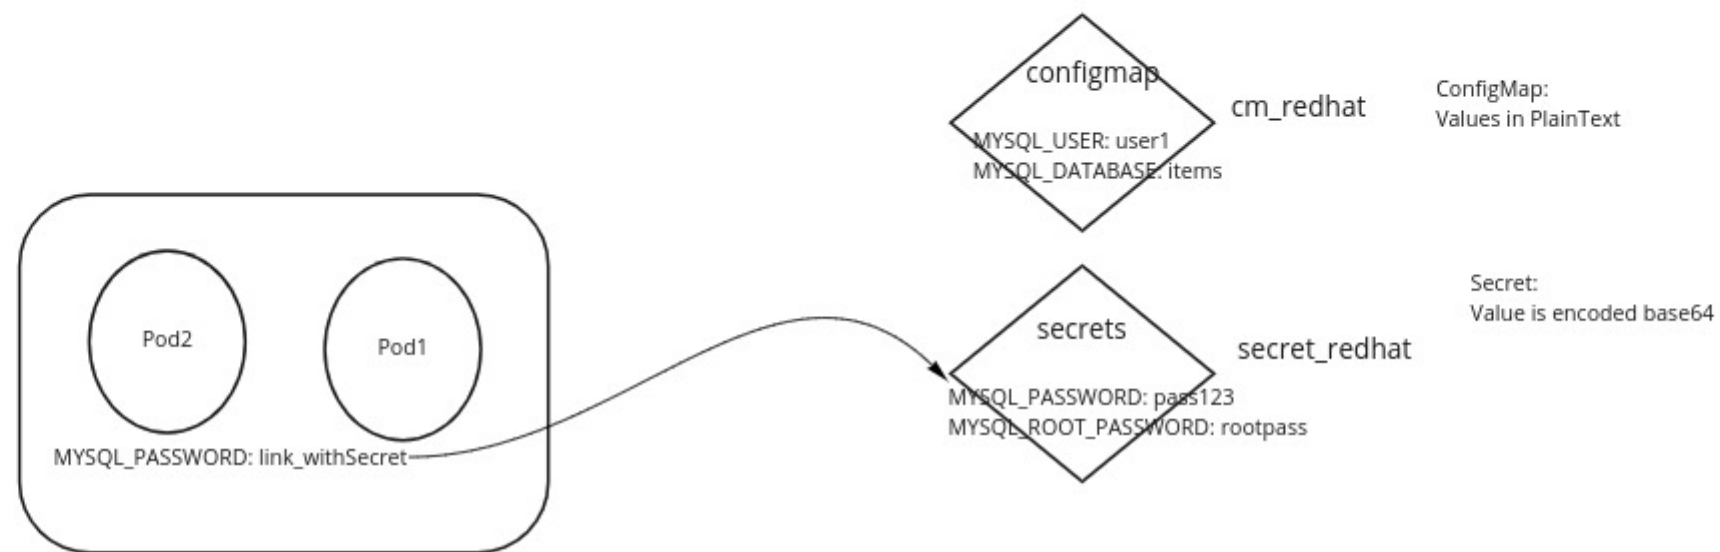 configmap
cm_redhat
MYSQL_USER: user1
MYSQL_DATABASE: items
ConfigMap:
Values in PlainText
Pod2
Pod1
MYSQL_PASSWORD: link_withSecret
secrets
secret_redhat
MYSQL_PASSWORD: pass123
MYSQL_ROOT_PASSWORD: rootpass
Secret:
Value is encoded base64